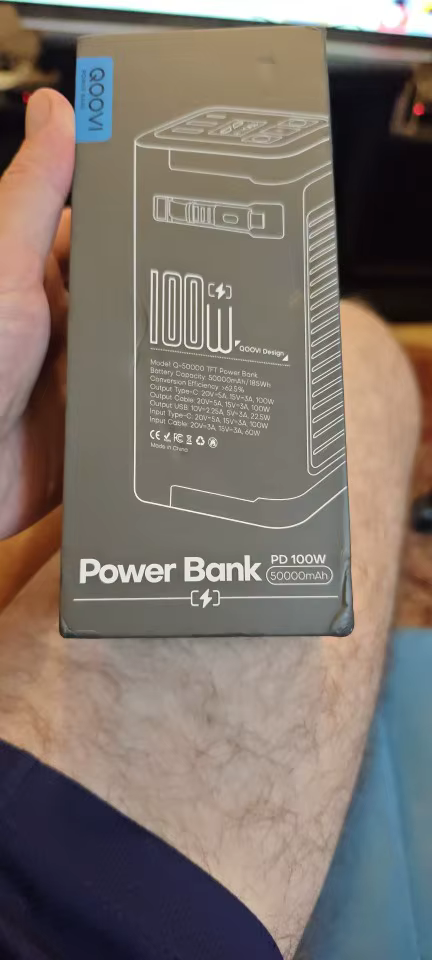 QOOVI
100W
QOOVI Design
Model: Q-50000 TFT Power Bank
Battery Capacity: 50000mAh/185Wh
Conversion Efficiency: >62.5%
Output Type-C: 20V=5A, 15V=3A, 100W
Output Cable: 20V=5A, 15V=3A, 100W
Output USB: 10V=2.25A, 5V=3A, 22.5W
Input Type-C: 20V=5A, 15V=3A, 100W
Input Cable: 20V=3A, 15V=3A, 60W
CE FC
Made in China
Power Bank
PD 100W
50000mAh